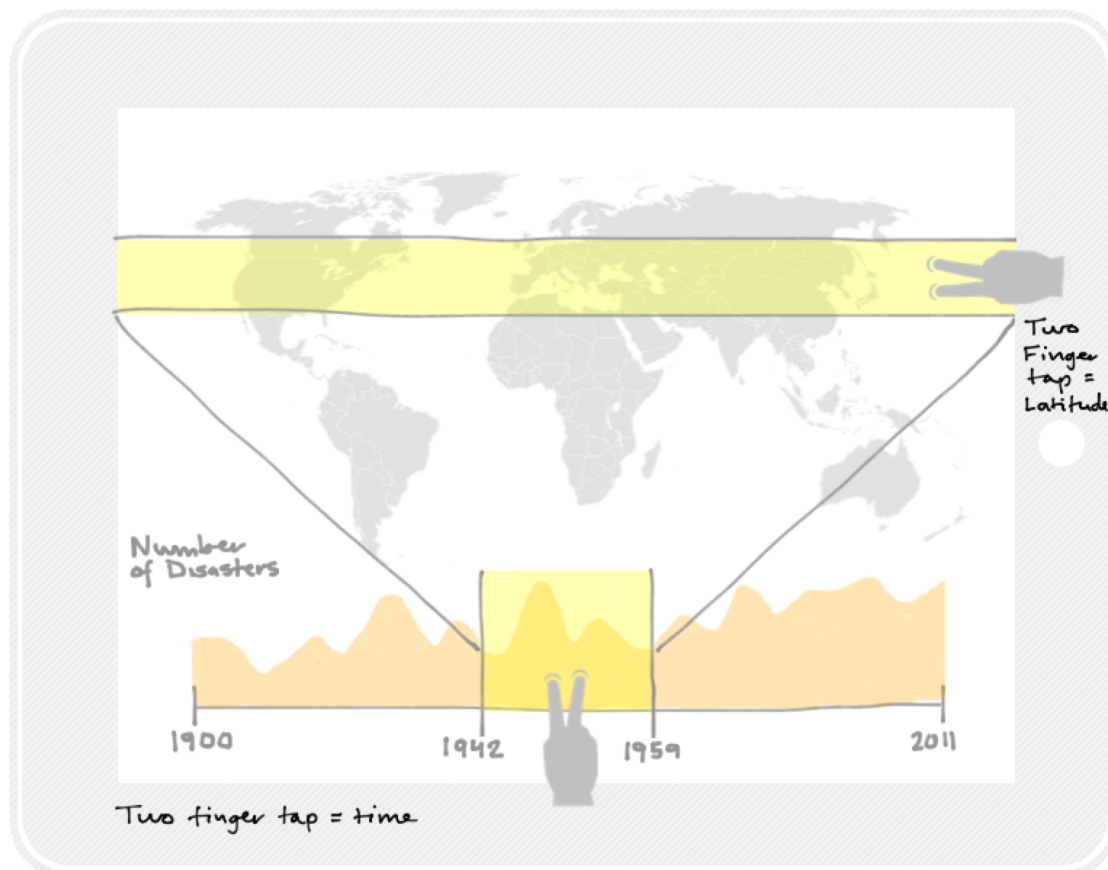 Two
Finger
tap =
Latitude
Number
of Disasters
1900
1942
1959
2011
Two finger tap = time